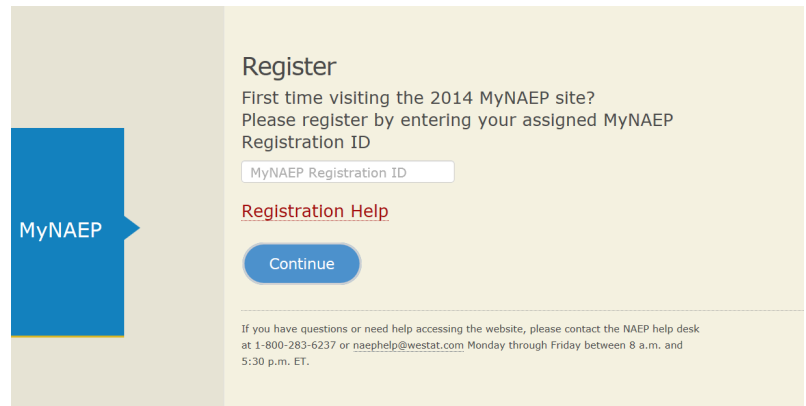 Register
First time visiting the 2014 MyNAEP site?
Please register by entering your assigned MyNAEP
Registration ID
MyNAEP Registration ID
Registration Help
MyNAEP
Continue
If you have questions or need help accessing the website, please contact the NAEP help desk
at 1-800-283-6237 or naephelp@westat.com Monday through Friday between 8 a.m. and
5:30 p.m. ET.